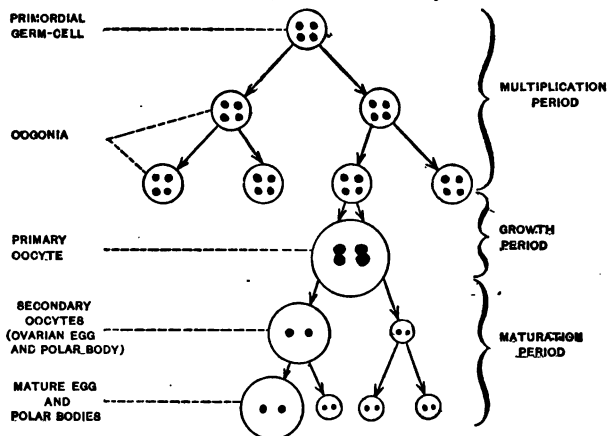 PRIMORDIAL
GERM-CELL
MULTIPLICATION
PERIOD
OOGONIA
PRIMARY
OOCYTE
GROWTH
PERIOD
SECONDARY
OOCYTES
(OVARIAN EGG
AND POLAR BODY)
MATURATION
PERIOD
MATURE EGG
AND
POLAR BODIES